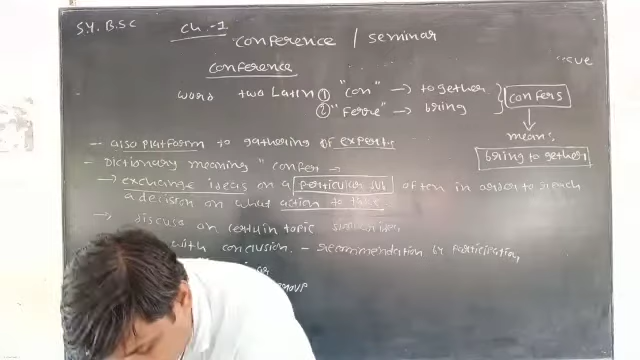 S.Y. B.SC
Ch.-1
Conference / Seminar
Conference
word two Latin ① "Con" → together
② "Ferre" → bring
confers
mean:
bring together
- also platform to gathering of experts.
- Dictionary meaning "Confer →
→ exchange ideas on a particular sub often in order to reach
a decision on what action to take
→ discuss on certain topic
with conclusion. - recommendation by participation,